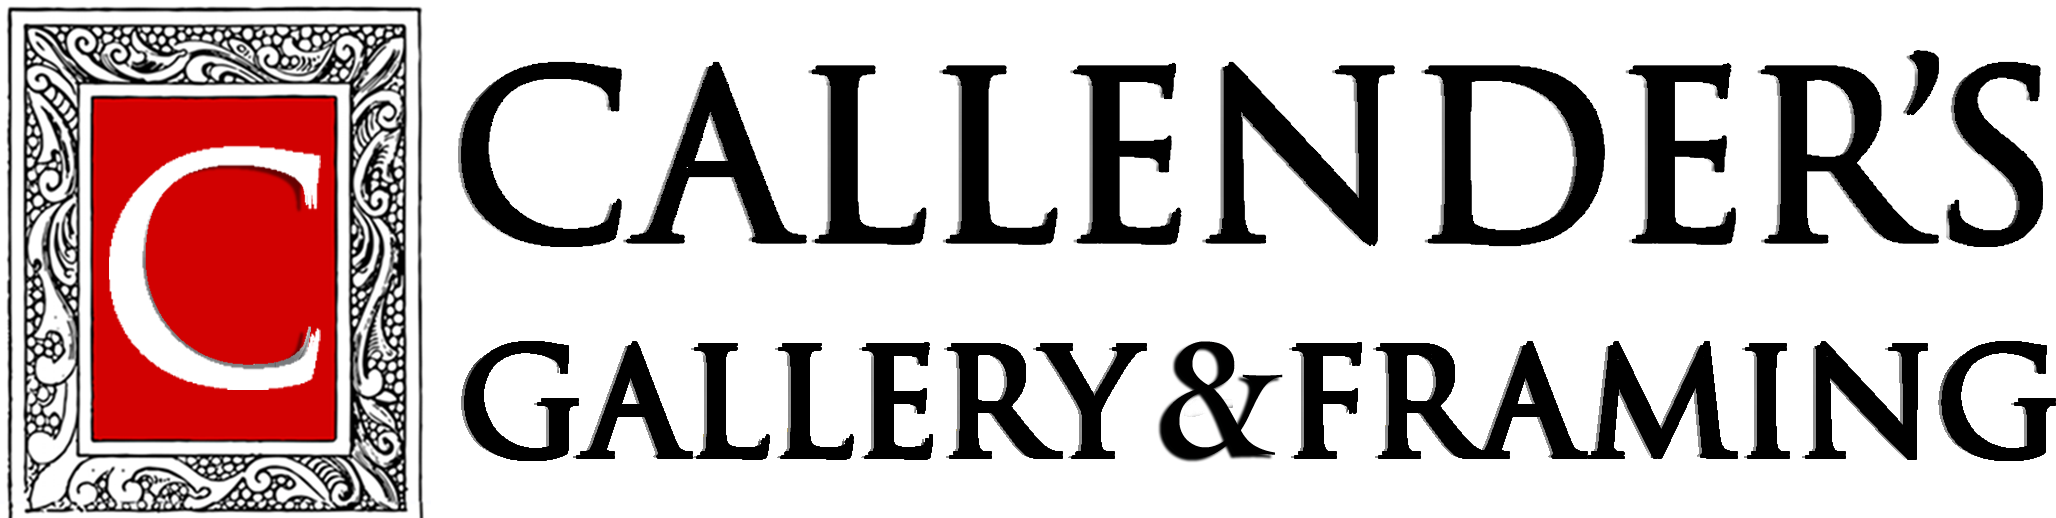 C
CALLENDER’S
GALLERY & FRAMING